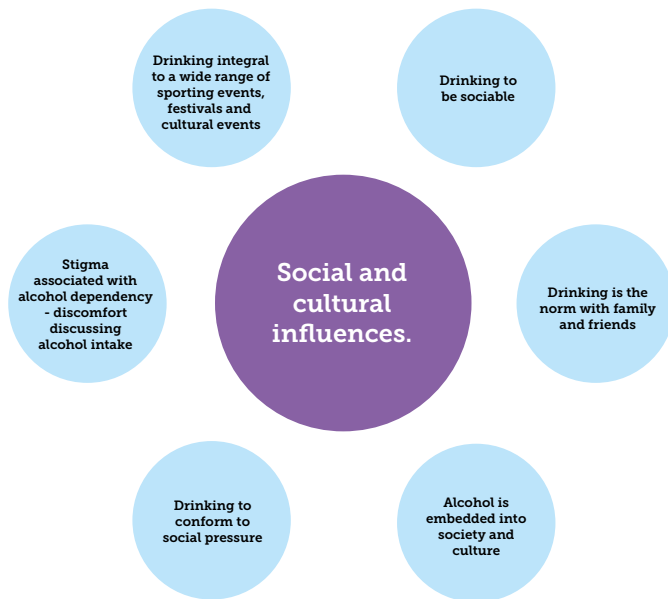 Drinking integral
to a wide range of
sporting events,
festivals and
cultural events
Drinking to
be sociable
Stigma
associated with
alcohol dependency
- discomfort
discussing
alcohol intake
Social and
cultural
influences.
Drinking is the
norm with family
and friends
Drinking to
conform to
social pressure
Alcohol is
embedded into
society and
culture